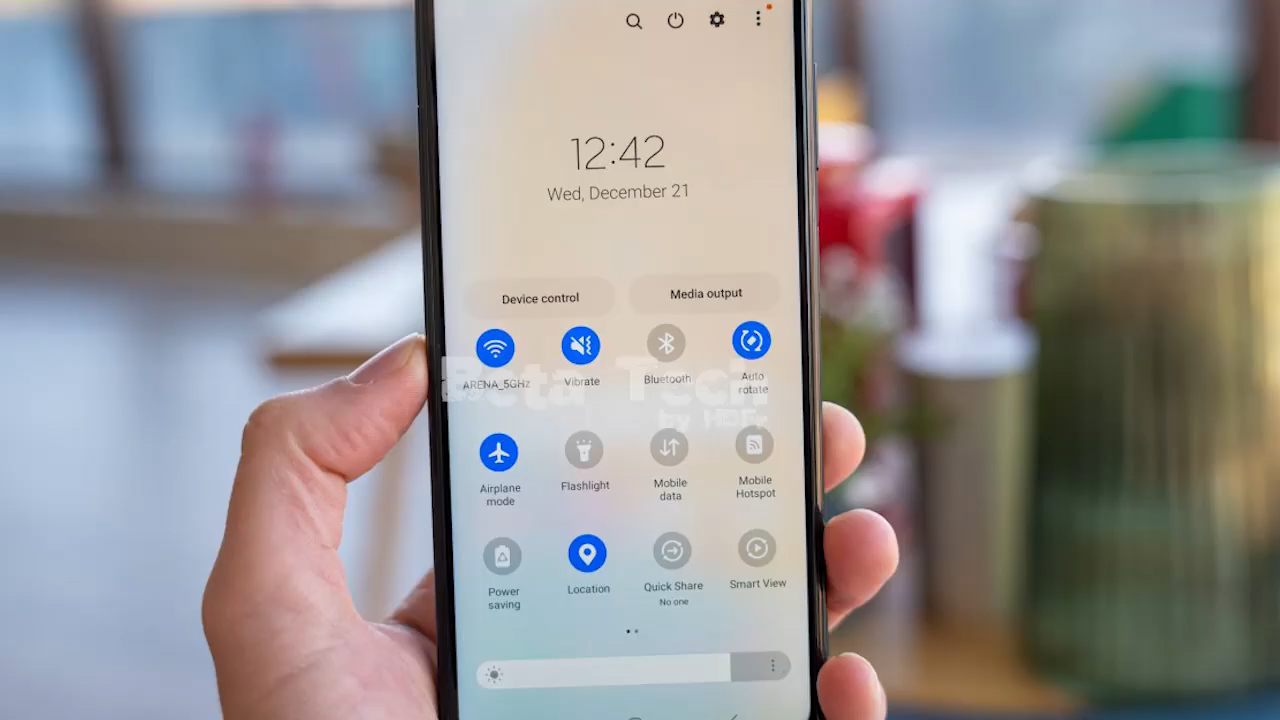 12:42
Wed, December 21
Device control
Media output
ARENA_5GHz
Vibrate
Bluetooth
Auto
rotate
Beta Tech
by HDFx
Airplane
mode
Flashlight
Mobile
data
Mobile
Hotspot
Power
saving
Location
Quick Share
No one
Smart View